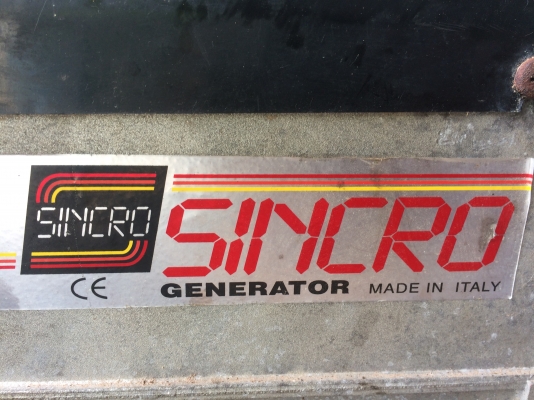 SINCRO
SINCRO
CE
GENERATOR MADE IN ITALY